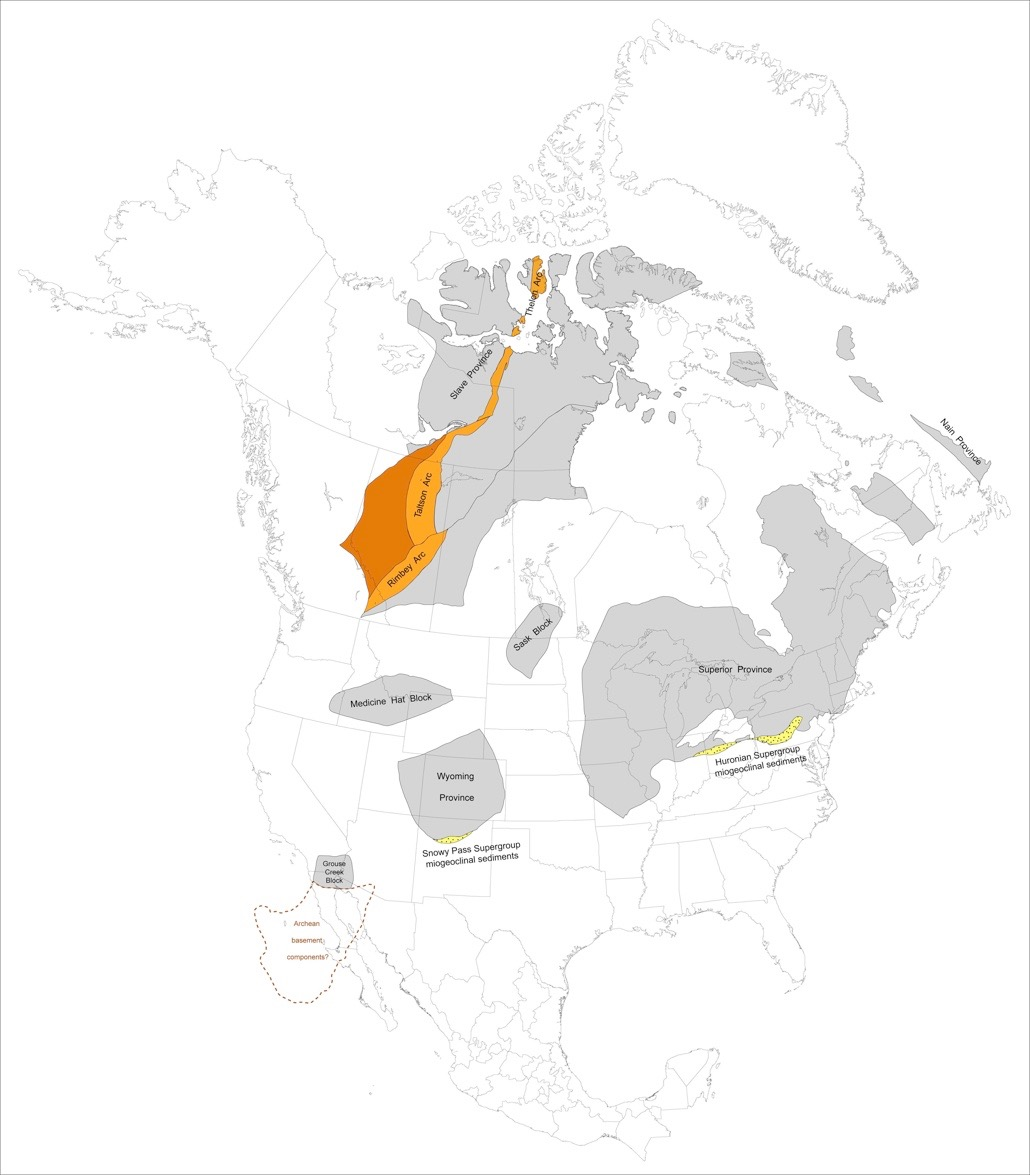 Thelon Arc
Slave Province
Nain Province
Taltson Arc
Rimbey Arc
Sask Block
Superior Province
Medicine Hat Block
Huronian Supergroup
miogeoclinal sediments
Wyoming
Province
Snowy Pass Supergroup
miogeoclinal sediments
Grouse
Creek
Block
Archean
basement
components?